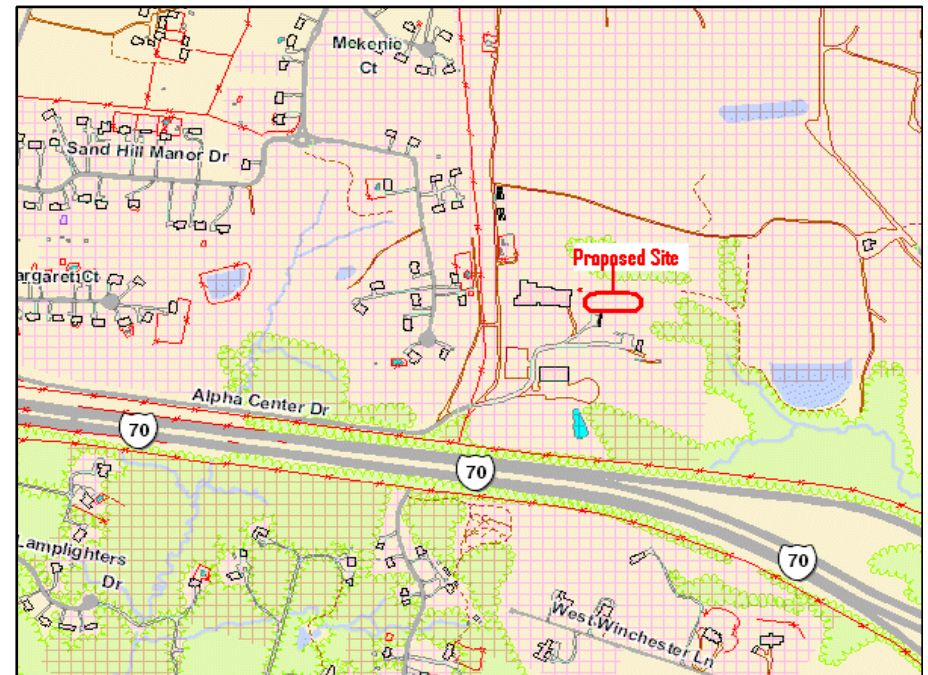 Mekenie
Ct
Sand Hill Manor Dr
Proposed Site
argaret Ct
Alpha Center Dr
70
70
70
Lamplighters
Dr
West Winchester Ln